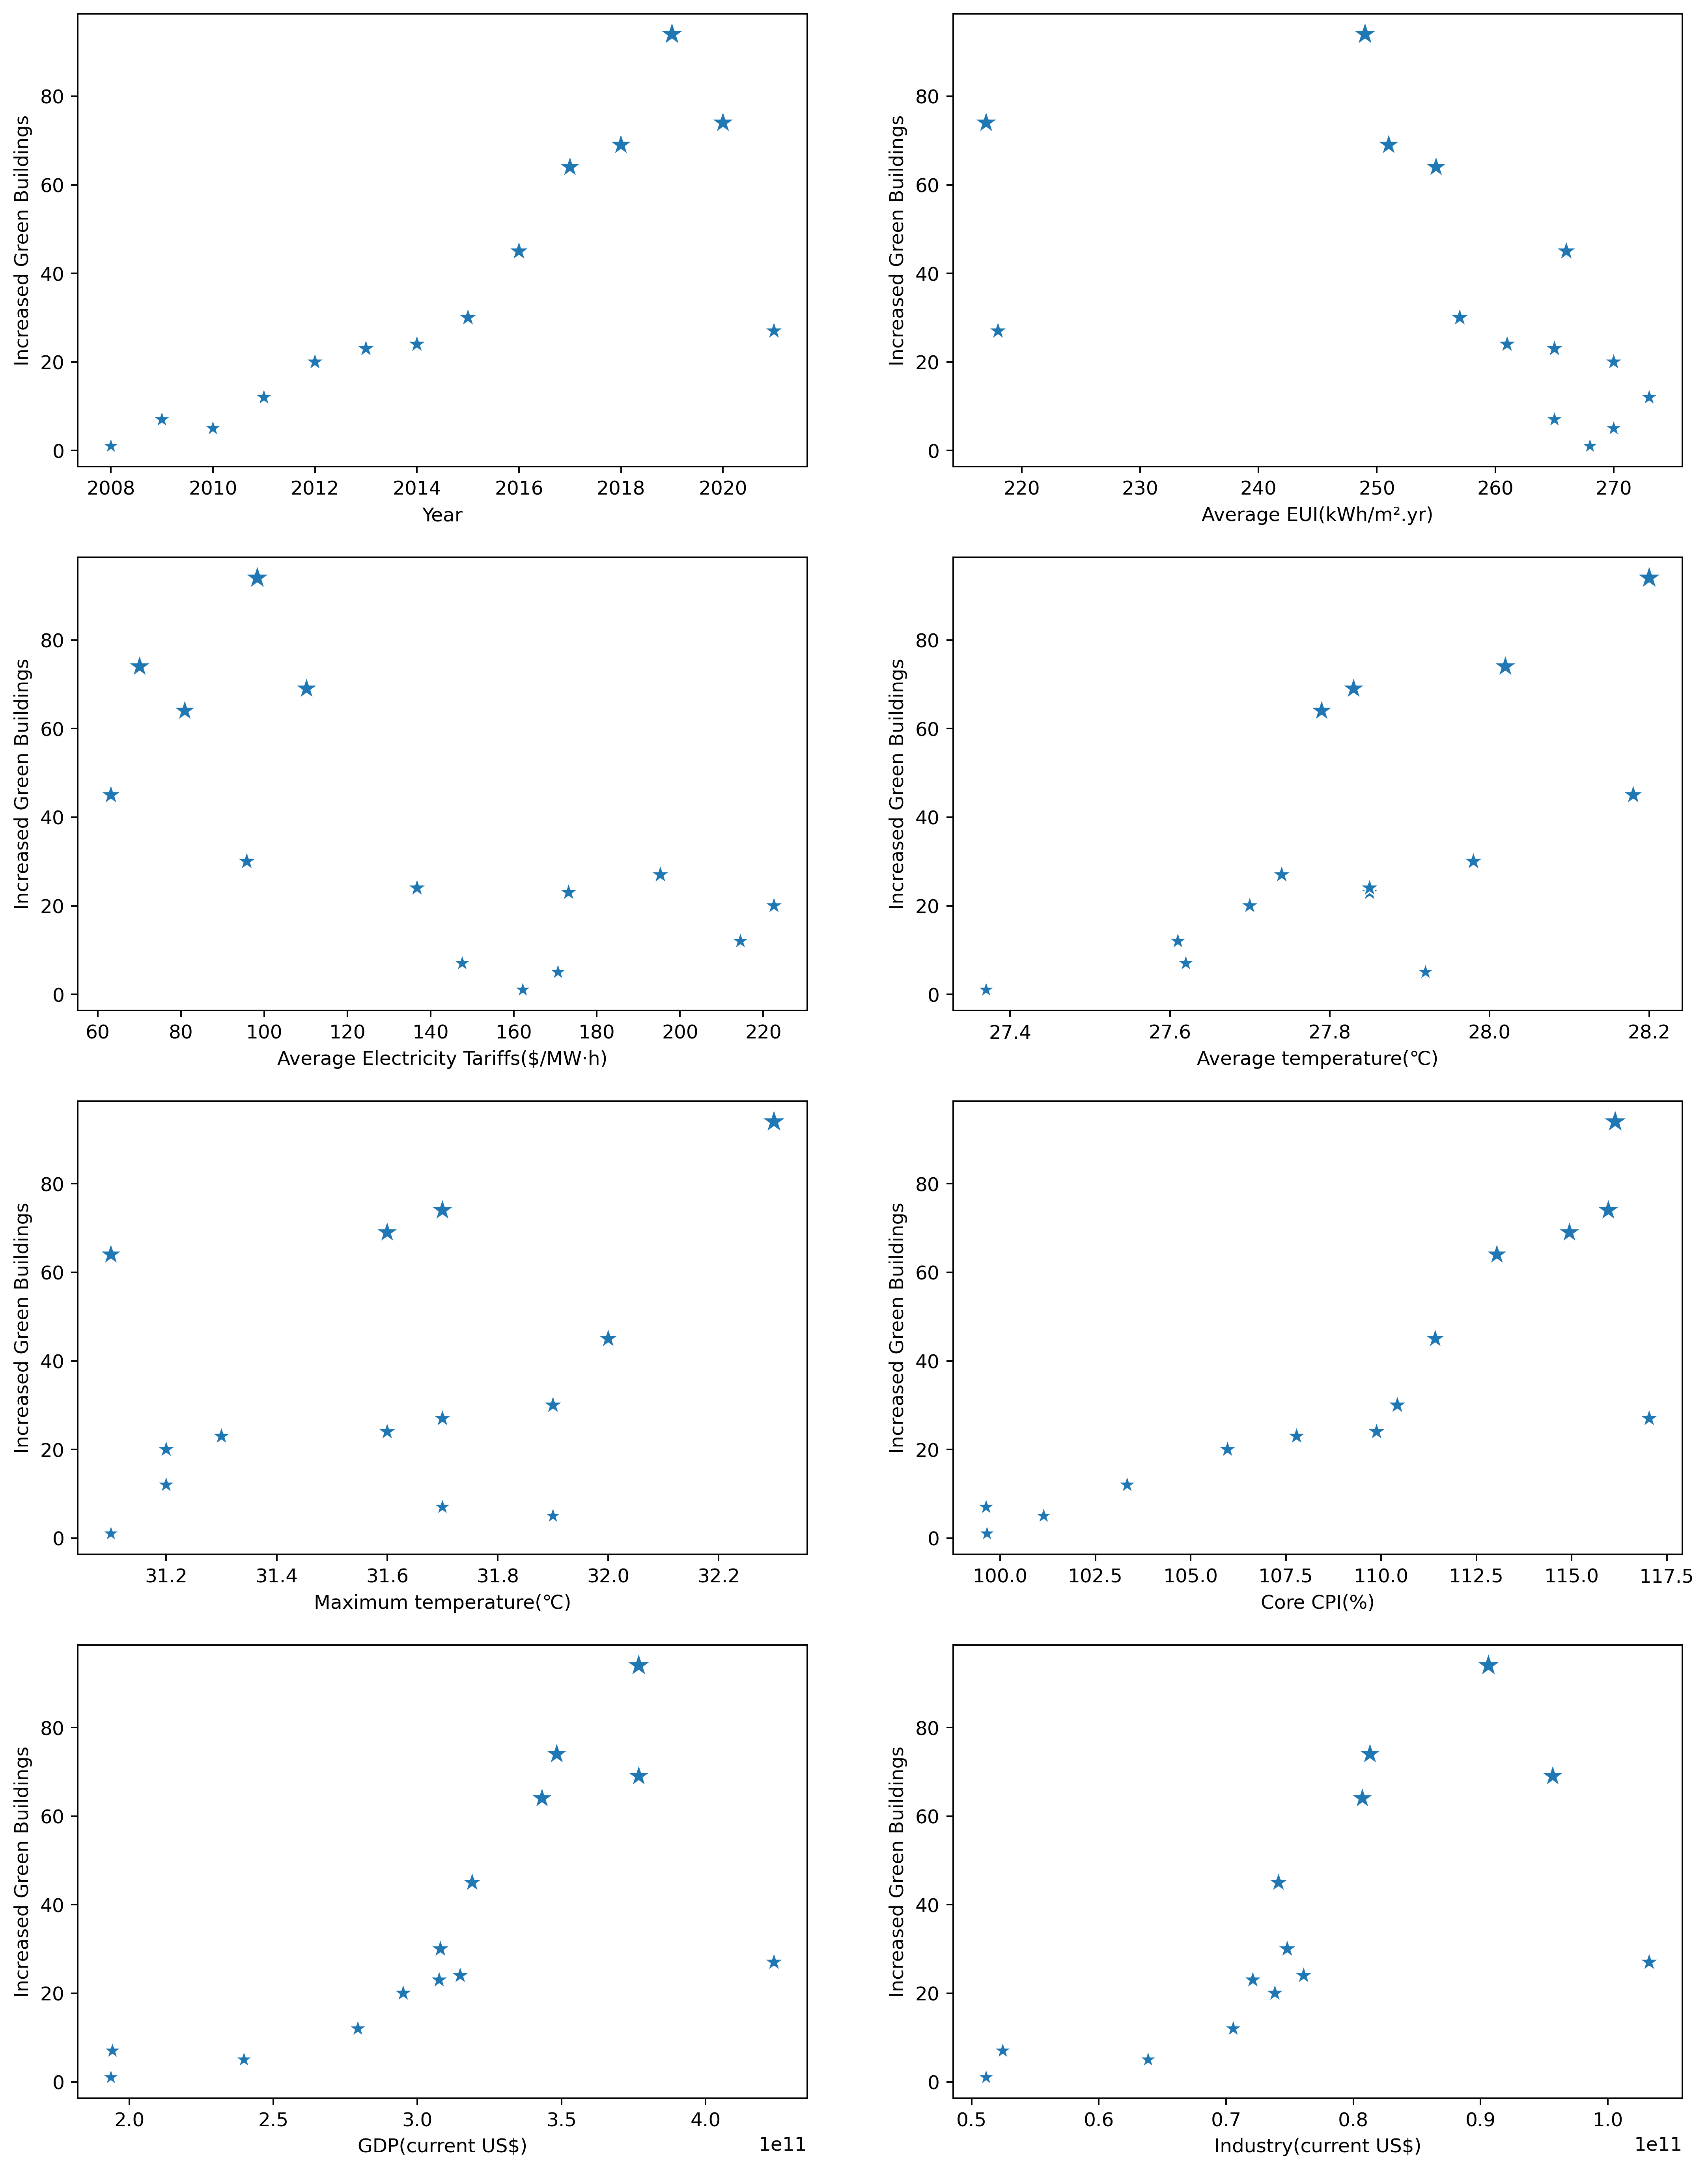 80
60
40
20
0
Increased Green Buildings
2008 2010 2012 2014 2016 2018 2020
Year
80
60
40
20
0
Increased Green Buildings
220 230 240 250 260 270
Average EUI(kWh/m².yr)
80
60
40
20
0
Increased Green Buildings
60 80 100 120 140 160 180 200 220
Average Electricity Tariffs($/MW·h)
80
60
40
20
0
Increased Green Buildings
27.4 27.6 27.8 28.0 28.2
Average temperature(℃)
80
60
40
20
0
Increased Green Buildings
31.2 31.4 31.6 31.8 32.0 32.2
Maximum temperature(℃)
80
60
40
20
0
Increased Green Buildings
100.0 102.5 105.0 107.5 110.0 112.5 115.0 117.5
Core CPI(%)
80
60
40
20
0
Increased Green Buildings
2.0 2.5 3.0 3.5 4.0
GDP(current US$)
1e11
80
60
40
20
0
Increased Green Buildings
0.5 0.6 0.7 0.8 0.9 1.0
Industry(current US$)
1e11